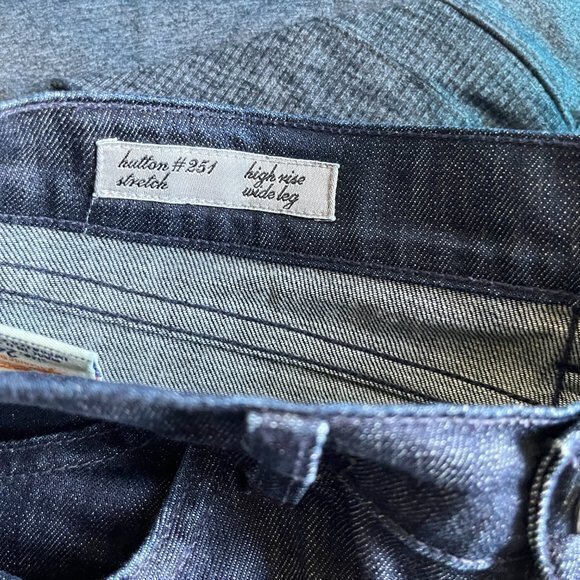 hutton #251
stretch
high rise
wide leg